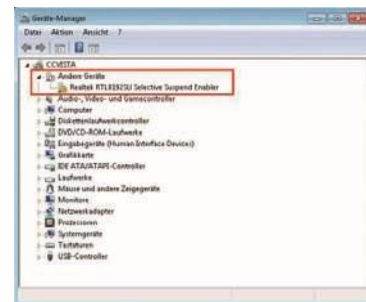 Geräte-Manager
Datei Aktion Ansicht ?
CCVISTA
Andere Geräte
Realtek RTL8192SU Selective Suspend Enabler
Audio-, Video- und Gamecontroller
Computer
Diskettenlaufwerkcontroller
DVD/CD-ROM-Laufwerke
Eingabegeräte (Human Interface Devices)
Grafikkarte
IDE ATA/ATAPI-Controller
Laufwerke
Mäuse und andere Zeigegeräte
Monitore
Netzwerkadapter
Prozessoren
Systemgeräte
Tastaturen
USB-Controller